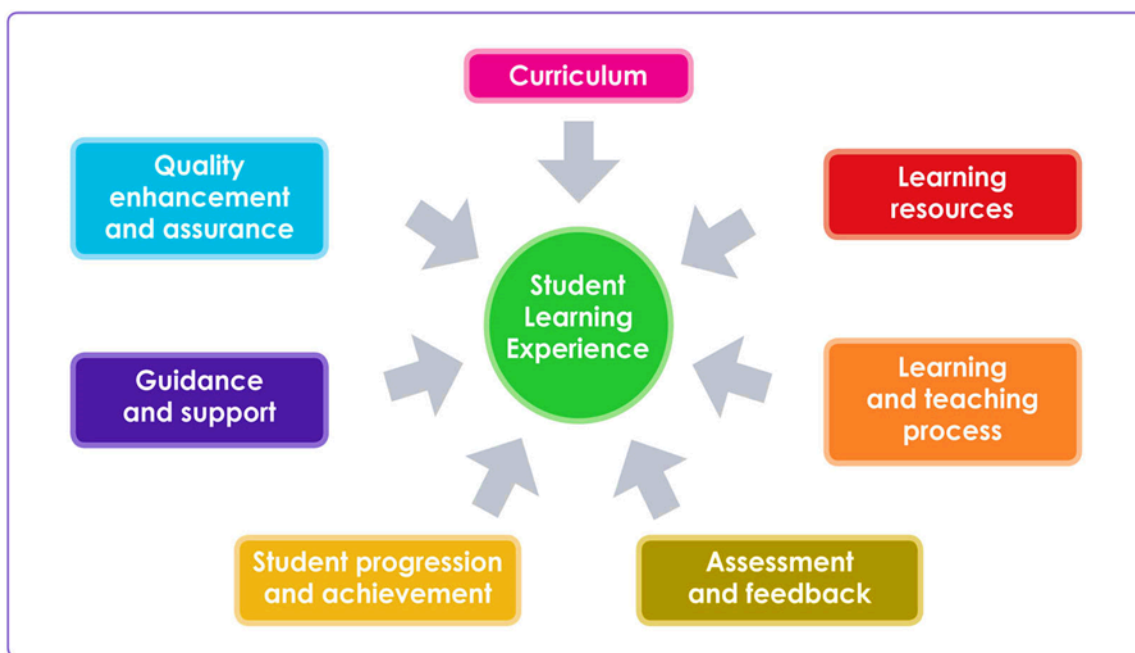 Curriculum
Quality
enhancement
and assurance
Learning
resources
Student
Learning
Experience
Guidance
and support
Learning
and teaching
process
Student progression
and achievement
Assessment
and feedback